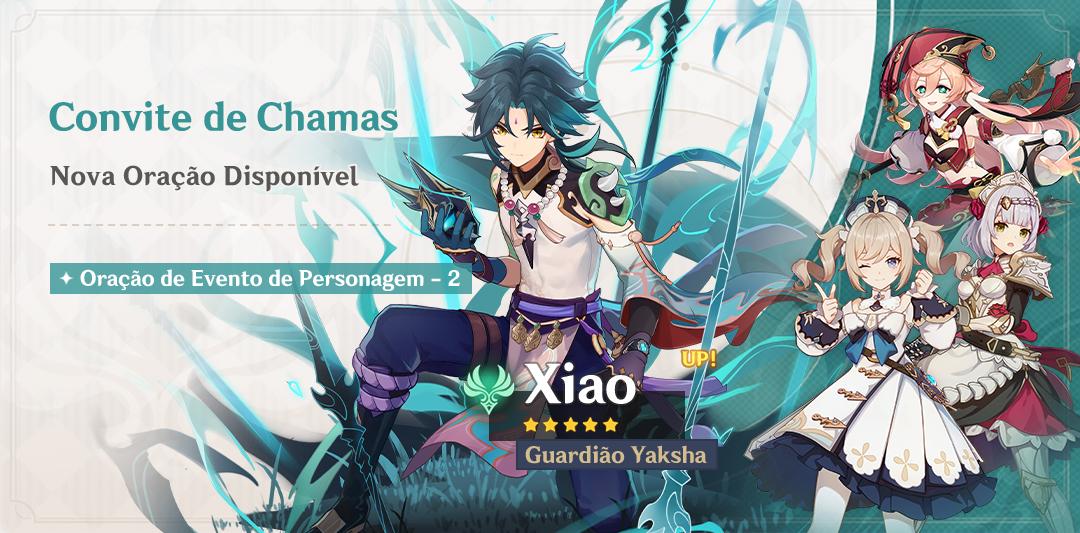 Convite de Chamas
Nova Oração Disponível
✦ Oração de Evento de Personagem – 2
UP!
Xiao
★★★★★
Guardião Yaksha